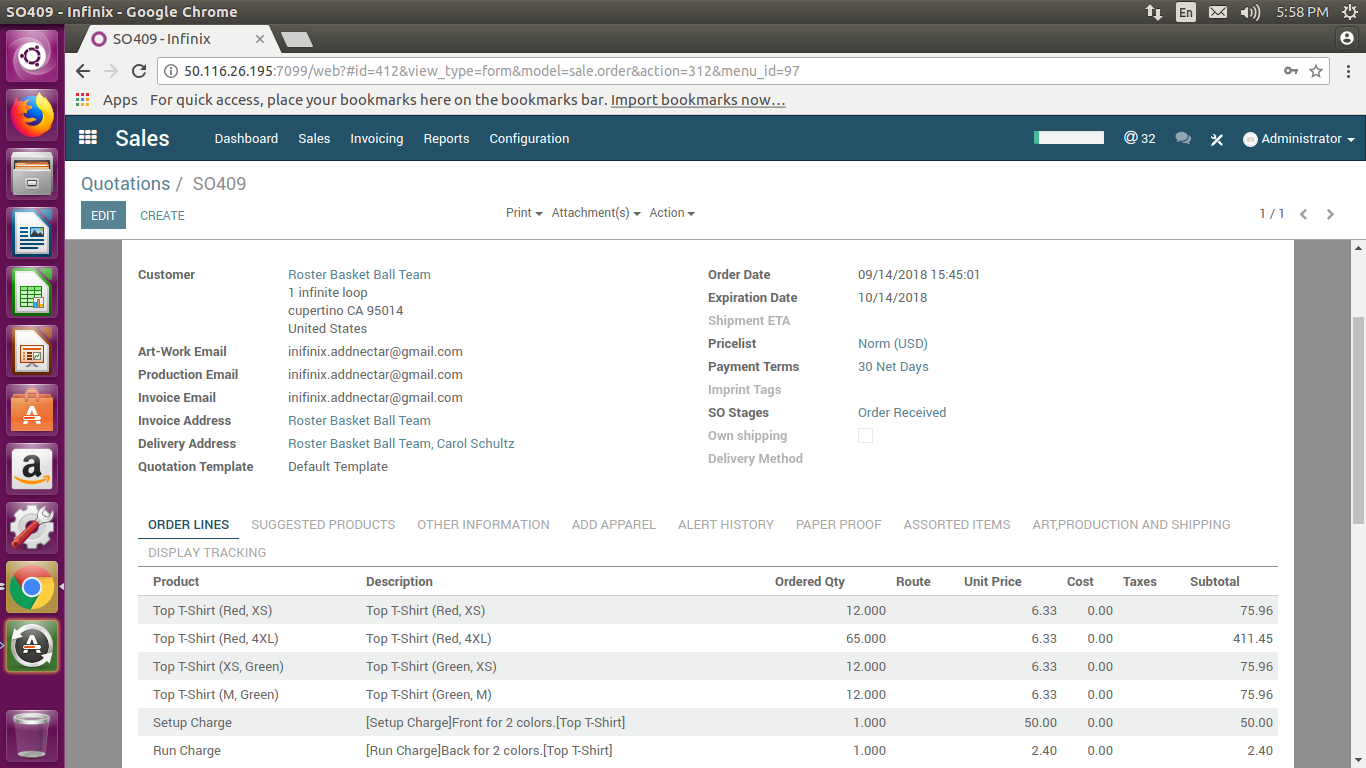 SO409 - Infinix - Google Chrome
En
5:58 PM
SO409 - Infinix
50.116.26.195:7099/web?#id=412&view_type=form&model=sale.order&action=312&menu_id=97
Apps For quick access, place your bookmarks here on the bookmarks bar. Import bookmarks now...
Sales Dashboard Sales Invoicing Reports Configuration @ 32 Administrator
Quotations / SO409
EDIT CREATE Print Attachment(s) Action 1 / 1
Customer Roster Basket Ball Team Order Date 09/14/2018 15:45:01
1 infinite loop Expiration Date 10/14/2018
cupertino CA 95014 Shipment ETA
United States
Pricelist Norm (USD)
Art-Work Email inifinix.addnectar@gmail.com
Payment Terms 30 Net Days
Production Email inifinix.addnectar@gmail.com
Imprint Tags
Invoice Email inifinix.addnectar@gmail.com
SO Stages Order Received
Invoice Address Roster Basket Ball Team
Own shipping
Delivery Address Roster Basket Ball Team, Carol Schultz
Delivery Method
Quotation Template Default Template
ORDER LINES SUGGESTED PRODUCTS OTHER INFORMATION ADD APPAREL ALERT HISTORY PAPER PROOF ASSORTED ITEMS ART,PRODUCTION AND SHIPPING
DISPLAY TRACKING
Product Description Ordered Qty Route Unit Price Cost Taxes Subtotal
Top T-Shirt (Red, XS) Top T-Shirt (Red, XS) 12.000 6.33 0.00 75.96
Top T-Shirt (Red, 4XL) Top T-Shirt (Red, 4XL) 65.000 6.33 0.00 411.45
Top T-Shirt (XS, Green) Top T-Shirt (Green, XS) 12.000 6.33 0.00 75.96
Top T-Shirt (M, Green) Top T-Shirt (Green, M) 12.000 6.33 0.00 75.96
Setup Charge [Setup Charge]Front for 2 colors.[Top T-Shirt] 1.000 50.00 0.00 50.00
Run Charge [Run Charge]Back for 2 colors.[Top T-Shirt] 1.000 2.40 0.00 2.40